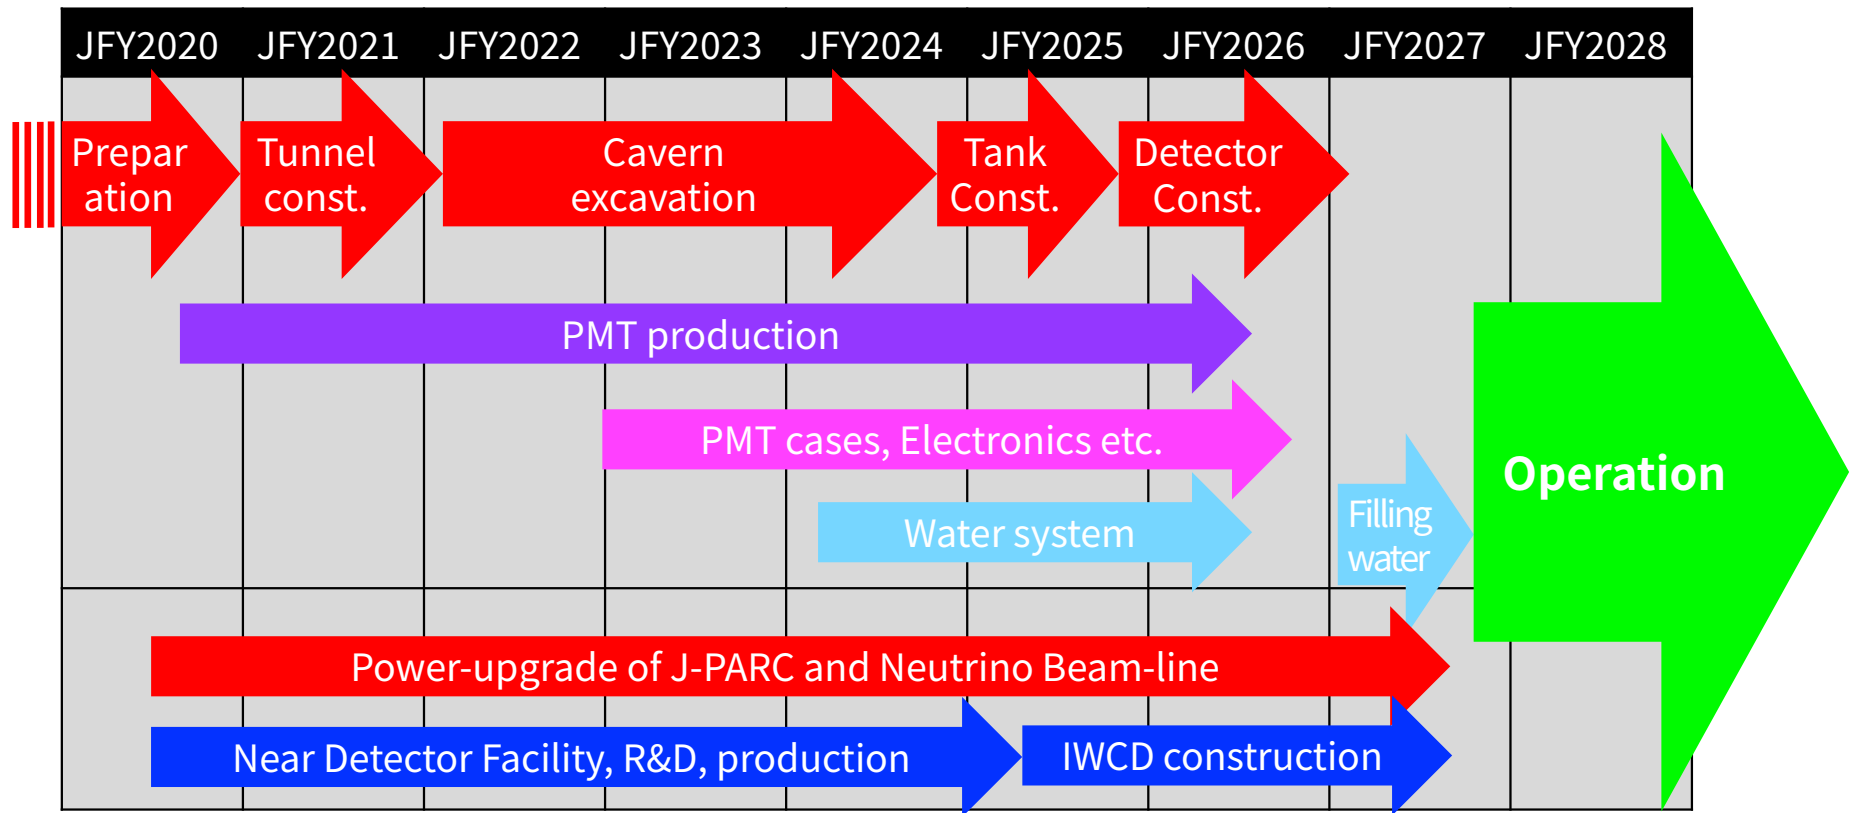 JFY2020 JFY2021 JFY2022 JFY2023 JFY2024 JFY2025 JFY2026 JFY2027 JFY2028
Prepar
ation
Tunnel
const.
Cavern
excavation
Tank
Const.
Detector
Const.
PMT production
PMT cases, Electronics etc.
Water system
Filling
water
Operation
Power-upgrade of J-PARC and Neutrino Beam-line
Near Detector Facility, R&D, production
IWCD construction